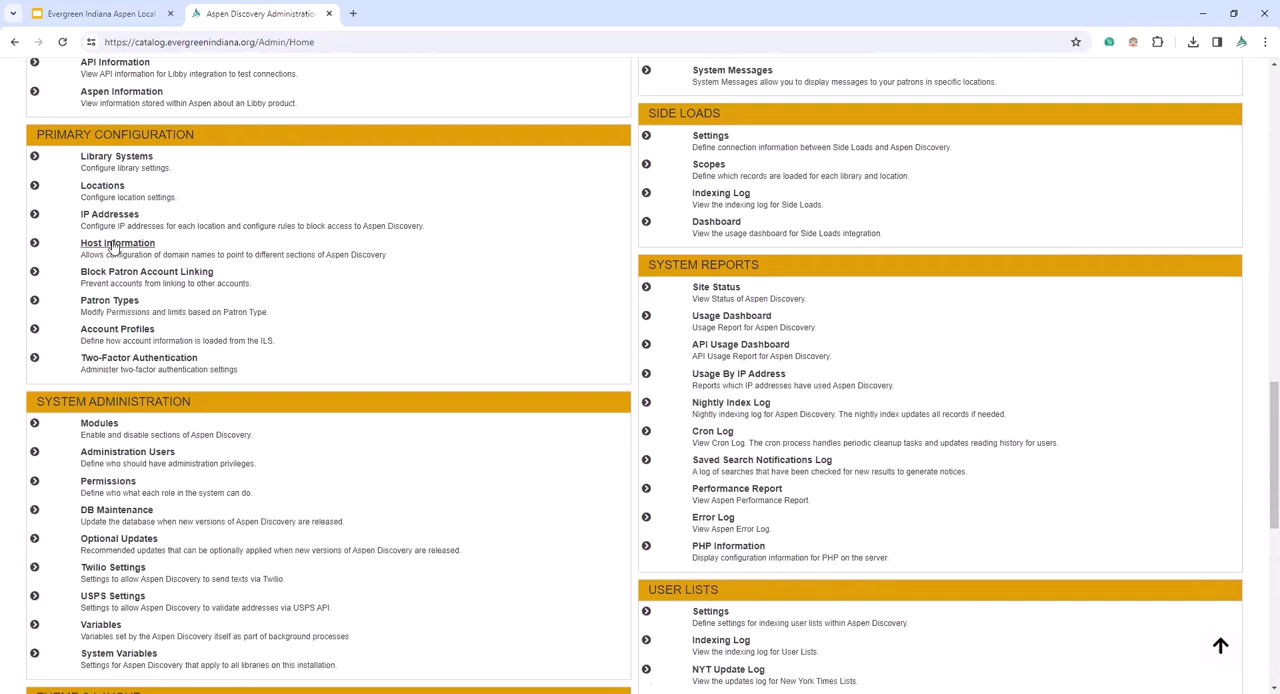 Evergreen Indiana Aspen Local
Aspen Discovery Administration
https://catalog.evergreenindiana.org/Admin/Home
API Information
View API information for Libby integration to test connections.
Aspen Information
View information stored within Aspen about an Libby product.
PRIMARY CONFIGURATION
Library Systems
Configure library settings.
Locations
Configure location settings.
IP Addresses
Configure IP addresses for each location and configure rules to block access to Aspen Discovery.
Host Information
Allows configuration of domain names to point to different sections of Aspen Discovery
Block Patron Account Linking
Prevent accounts from linking to other accounts.
Patron Types
Modify Permissions and limits based on Patron Type.
Account Profiles
Define how account information is loaded from the ILS.
Two-Factor Authentication
Administer two-factor authentication settings
SYSTEM ADMINISTRATION
Modules
Enable and disable sections of Aspen Discovery.
Administration Users
Define who should have administration privileges.
Permissions
Define who what each role in the system can do.
DB Maintenance
Update the database when new versions of Aspen Discovery are released.
Optional Updates
Recommended updates that can be optionally applied when new versions of Aspen Discovery are released.
Twilio Settings
Settings to allow Aspen Discovery to send texts via Twilio.
USPS Settings
Settings to allow Aspen Discovery to validate addresses via USPS API.
Variables
Variables set by the Aspen Discovery itself as part of background processes.
System Variables
Settings for Aspen Discovery that apply to all libraries on this installation.
THEME & LAYOUT
System Messages
System Messages allow you to display messages to your patrons in specific locations.
SIDE LOADS
Settings
Define connection information between Side Loads and Aspen Discovery.
Scopes
Define which records are loaded for each library and location.
Indexing Log
View the indexing log for Side Loads.
Dashboard
View the usage dashboard for Side Loads integration.
SYSTEM REPORTS
Site Status
View Status of Aspen Discovery.
Usage Dashboard
Usage Report for Aspen Discovery.
API Usage Dashboard
API Usage Report for Aspen Discovery.
Usage By IP Address
Reports which IP addresses have used Aspen Discovery.
Nightly Index Log
Nightly indexing log for Aspen Discovery. The nightly index updates all records if needed.
Cron Log
View Cron Log. The cron process handles periodic cleanup tasks and updates reading history for users.
Saved Search Notifications Log
A log of searches that have been checked for new results to generate notices.
Performance Report
View Aspen Performance Report.
Error Log
View Aspen Error Log.
PHP Information
Display configuration information for PHP on the server.
USER LISTS
Settings
Define settings for indexing user lists within Aspen Discovery.
Indexing Log
View the indexing log for User Lists.
NYT Update Log
View the updates log for New York Times Lists.